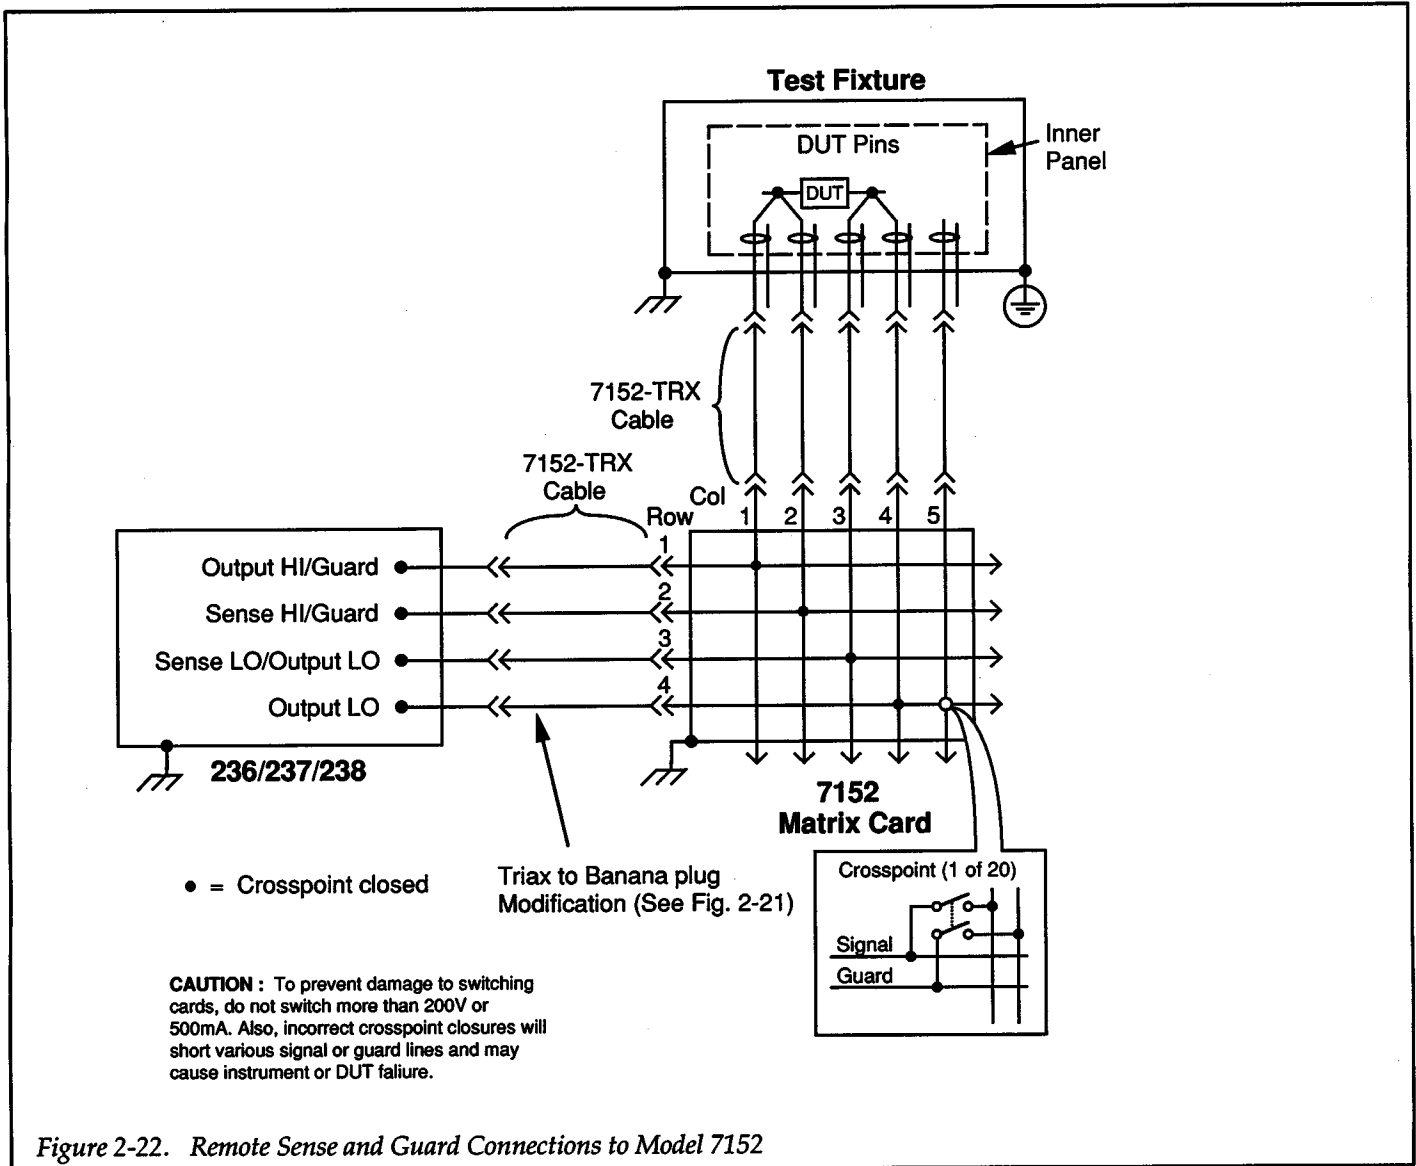 Test Fixture
DUT Pins
Inner
Panel
DUT
7152-TRX
Cable
7152-TRX
Cable
Col
Row
1 2 3 4 5
1
2
3
4
Output HI/Guard
Sense HI/Guard
Sense LO/Output LO
Output LO
236/237/238
7152
Matrix Card
● = Crosspoint closed
Triax to Banana plug
Modification (See Fig. 2-21)
Crosspoint (1 of 20)
Signal
Guard
CAUTION : To prevent damage to switching
cards, do not switch more than 200V or
500mA. Also, incorrect crosspoint closures will
short various signal or guard lines and may
cause instrument or DUT faliure.
Figure 2-22. Remote Sense and Guard Connections to Model 7152